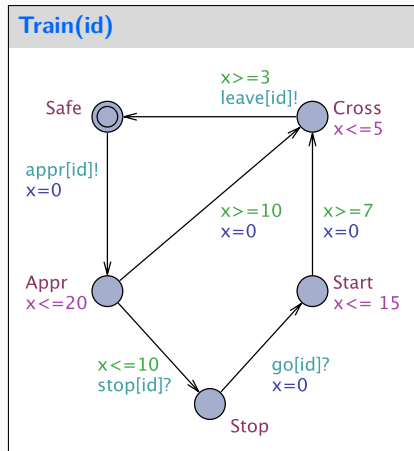 Train(id)
x>=3
leave[id]!
Safe
Cross
x<=5
appr[id]!
x=0
x>=10
x=0
x>=7
x=0
Appr
x<=20
Start
x<= 15
x<=10
stop[id]?
go[id]?
x=0
Stop